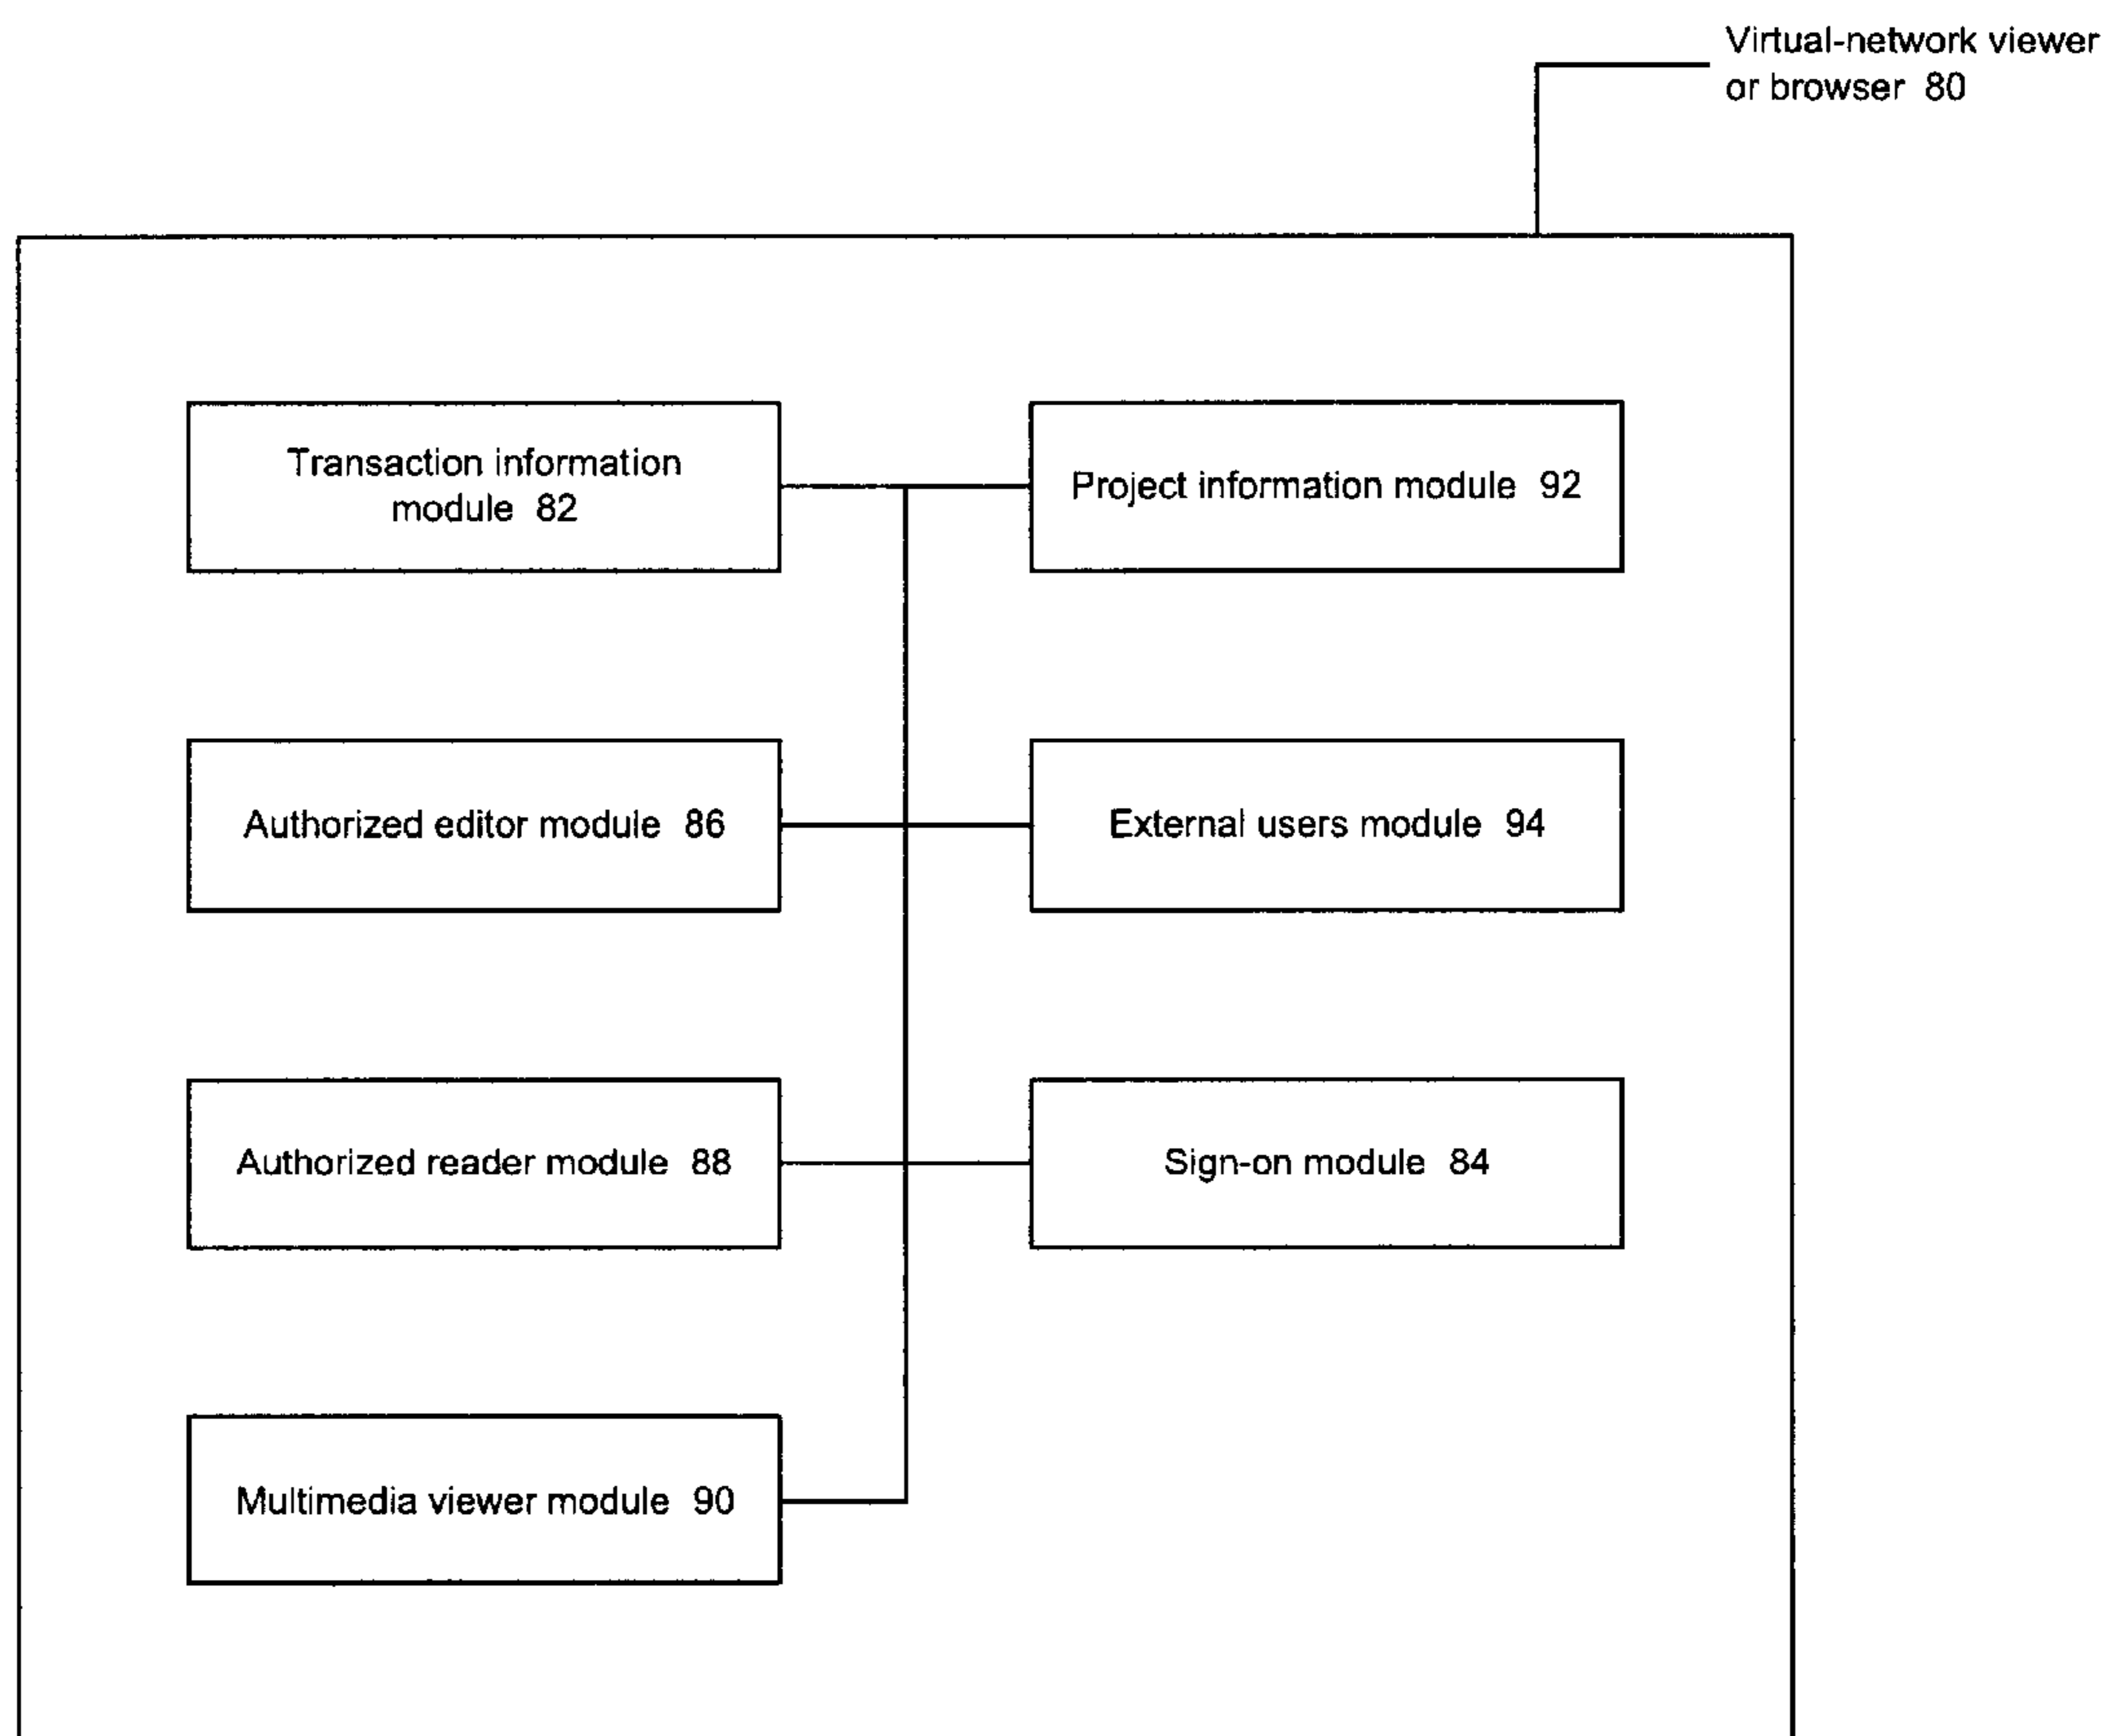 Virtual-network viewer
or browser 80
Transaction information
module 82
Project information module 92
Authorized editor module 86
External users module 94
Authorized reader module 88
Sign-on module 84
Multimedia viewer module 90